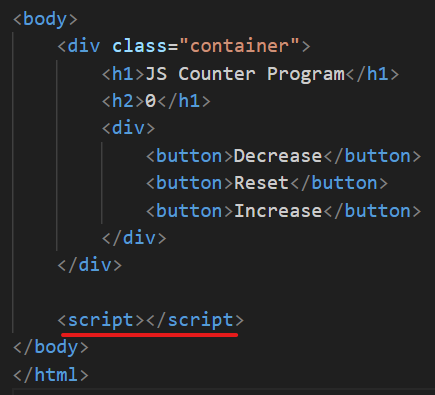 <body>
<div class="container">
<h1>JS Counter Program</h1>
<h2>0</h1>
<div>
<button>Decrease</button>
<button>Reset</button>
<button>Increase</button>
</div>
</div>
<script></script>
</body>
</html>